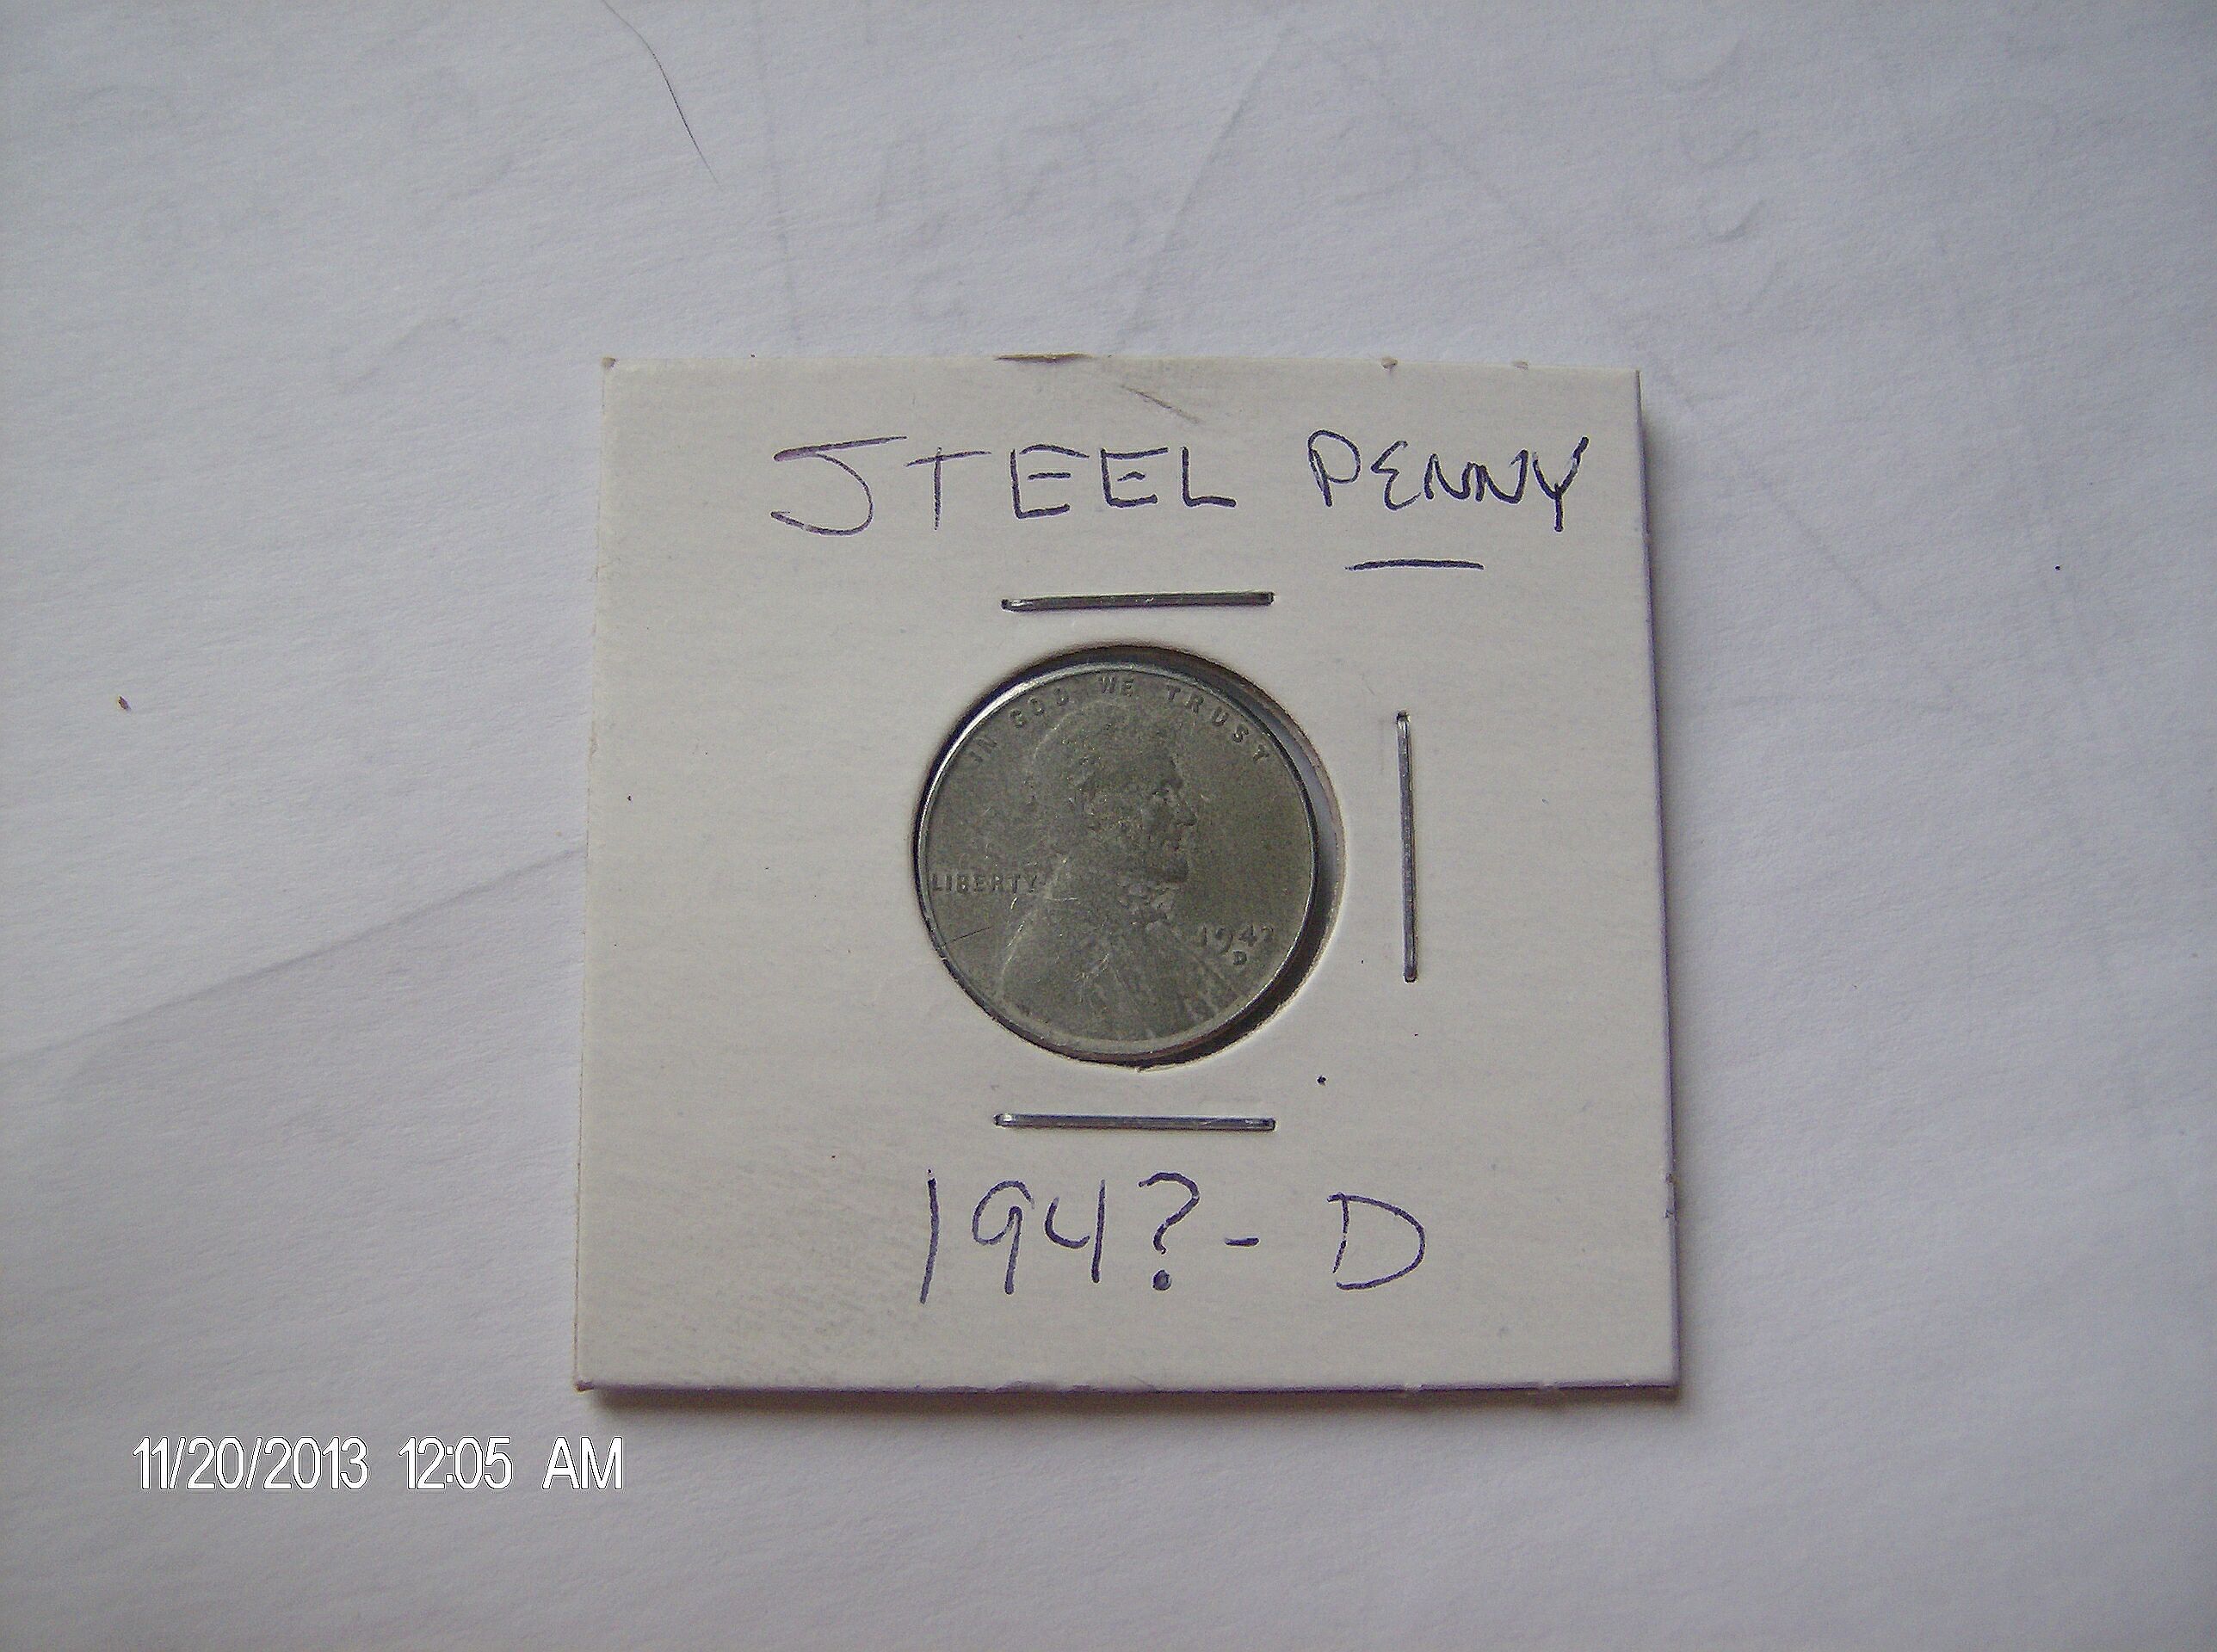 STEEL PENNY
IN GOD WE TRUST
LIBERTY
D
194?-D
11/20/2013 12:05 AM